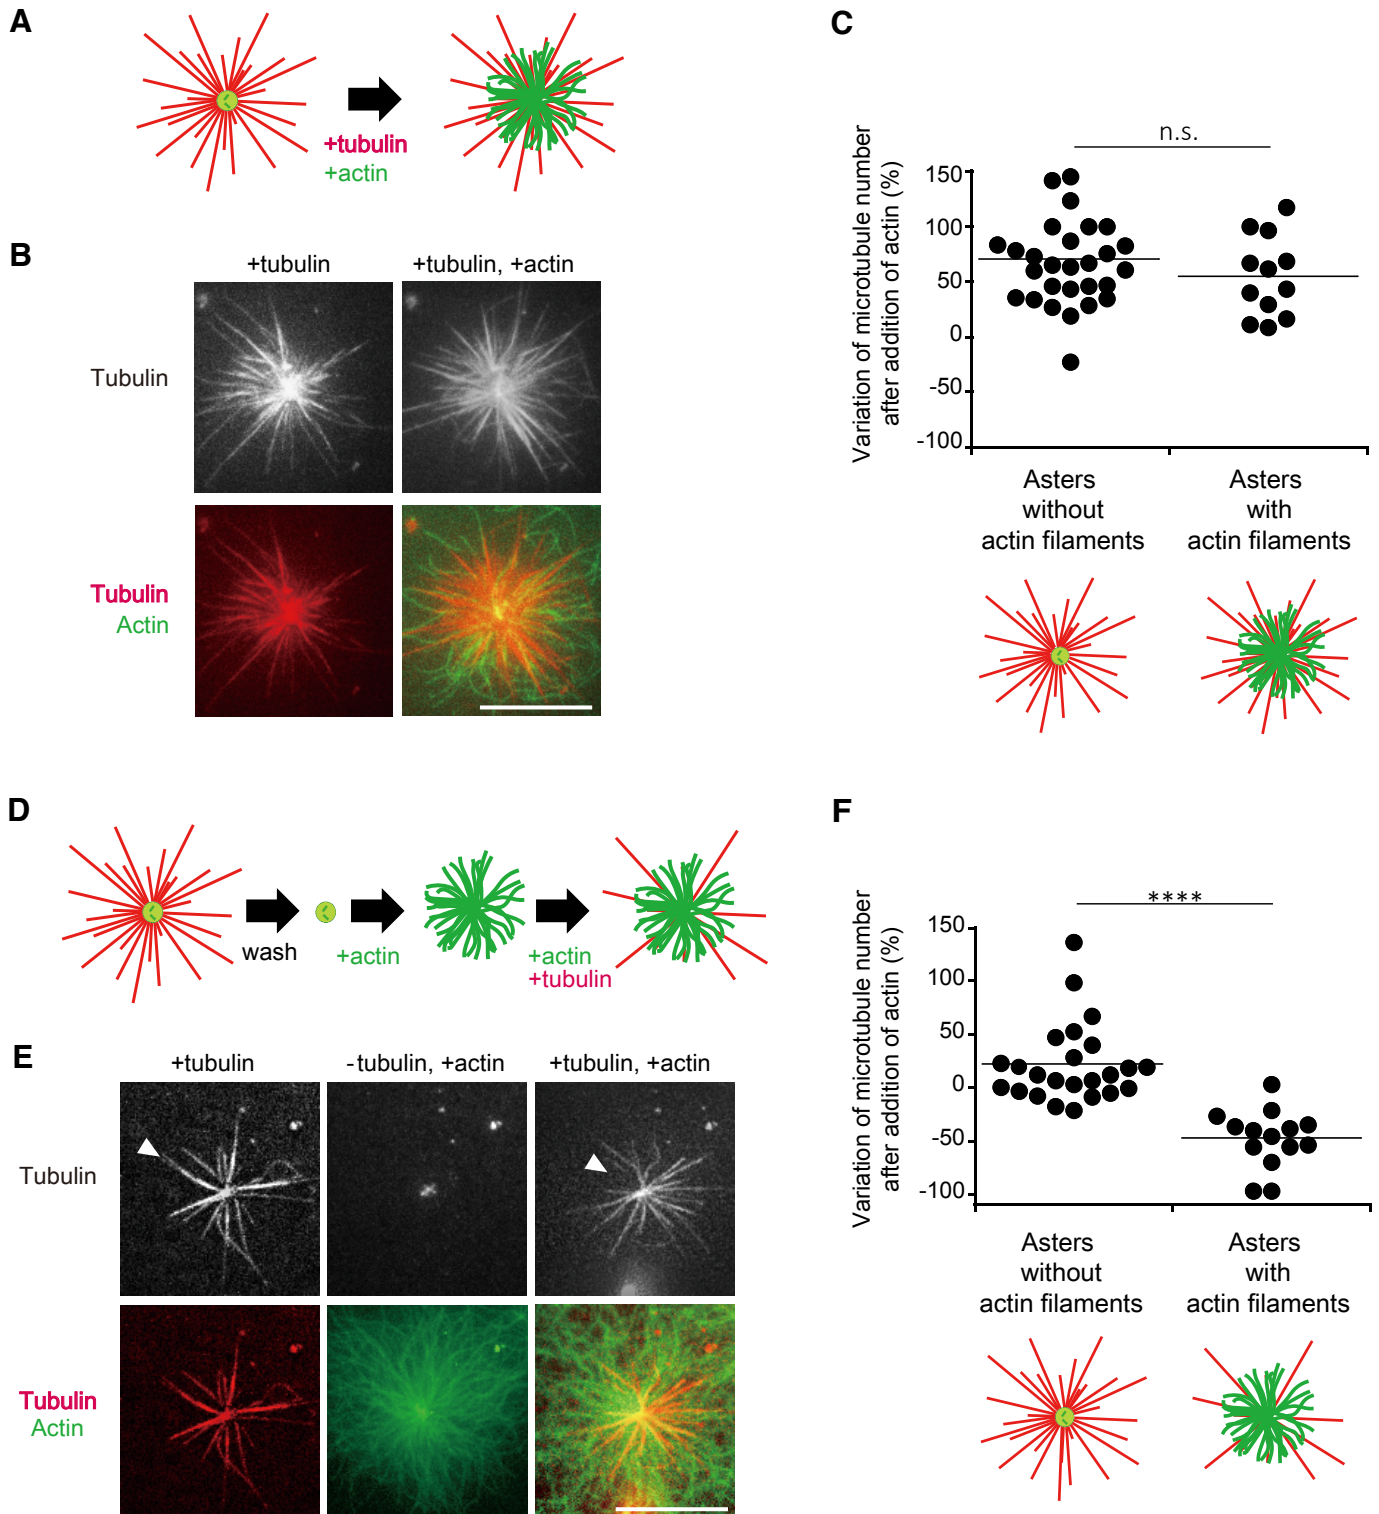 A
+tubulin
+actin
B
+tubulin
+tubulin, +actin
Tubulin
Tubulin
Actin
C
n.s.
Variation of microtubule number
after addition of actin (%)
150
100
50
0
-50
-100
Asters
without
actin filaments
Asters
with
actin filaments
D
wash
+actin
+actin
+tubulin
E
+tubulin
-tubulin, +actin
+tubulin, +actin
Tubulin
Tubulin
Actin
F
****
Variation of microtubule number
after addition of actin (%)
150
100
50
0
-50
-100
Asters
without
actin filaments
Asters
with
actin filaments